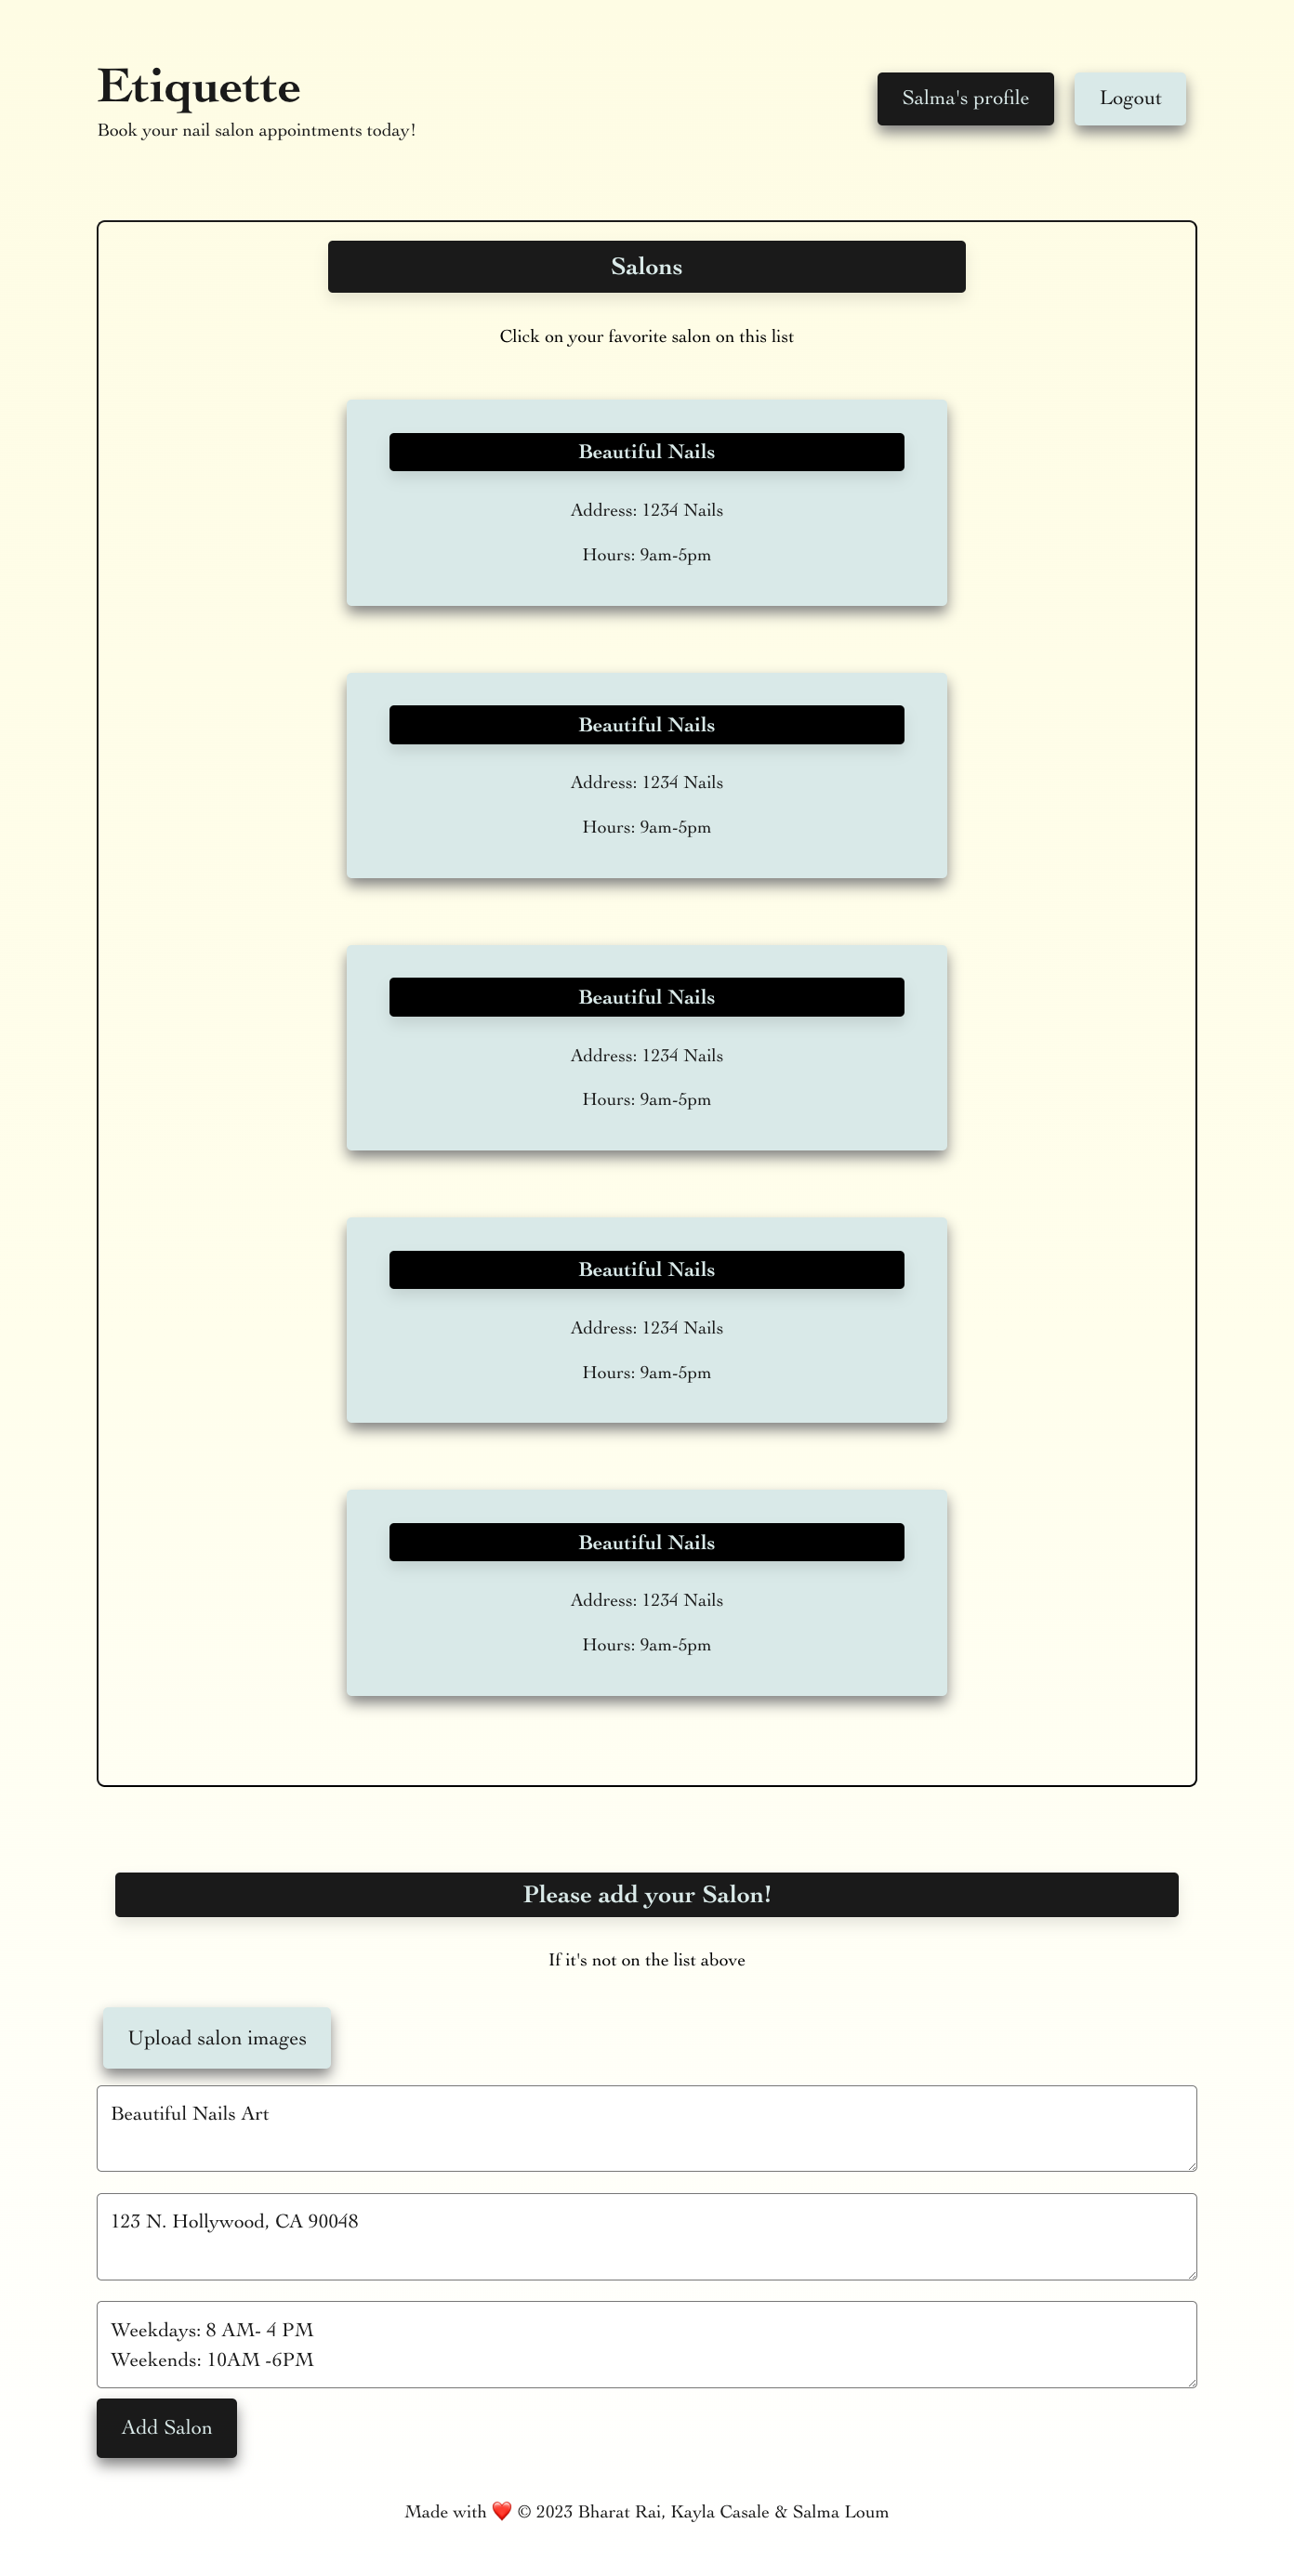 Etiquette
Book your nail salon appointments today!
Salma's profile
Logout
Salons
Click on your favorite salon on this list
Beautiful Nails
Address: 1234 Nails
Hours: 9am-5pm
Beautiful Nails
Address: 1234 Nails
Hours: 9am-5pm
Beautiful Nails
Address: 1234 Nails
Hours: 9am-5pm
Beautiful Nails
Address: 1234 Nails
Hours: 9am-5pm
Beautiful Nails
Address: 1234 Nails
Hours: 9am-5pm
Please add your Salon!
If it's not on the list above
Upload salon images
Beautiful Nails Art
123 N. Hollywood, CA 90048
Weekdays: 8 AM- 4 PM
Weekends: 10AM -6PM
Add Salon
Made with ❤️ © 2023 Bharat Rai, Kayla Casale & Salma Loum